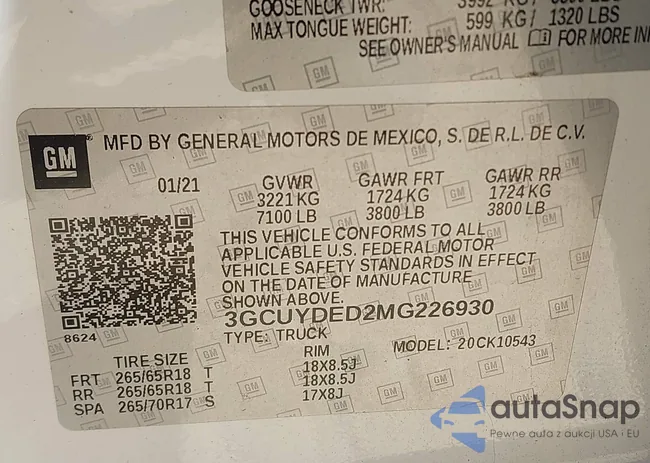 GOOSENECK TWR:
MAX TONGUE WEIGHT: 599 KG/ 1320 LBS
SEE OWNER'S MANUAL FOR MORE
GM
GM
MFD BY GENERAL MOTORS DE MEXICO, S. DE R.L. DE C.V.
01/21 GVWR GAWR FRT GAWR RR
3221 KG 1724 KG 1724 KG
7100 LB 3800 LB 3800 LB
THIS VEHICLE CONFORMS TO ALL
APPLICABLE U.S. FEDERAL MOTOR
VEHICLE SAFETY STANDARDS IN EFFECT
ON THE DATE OF MANUFACTURE
SHOWN ABOVE.
3GCUYDED2MG226930
8624
TYPE: TRUCK MODEL: 20CK10543
TIRE SIZE RIM
FRT 265/65R18 T 18X8.5J
RR 265/65R18 T 18X8.5J
SPA 265/70R17 S 17X8J
autaSnap
Pewne auta z aukcji USA i EU